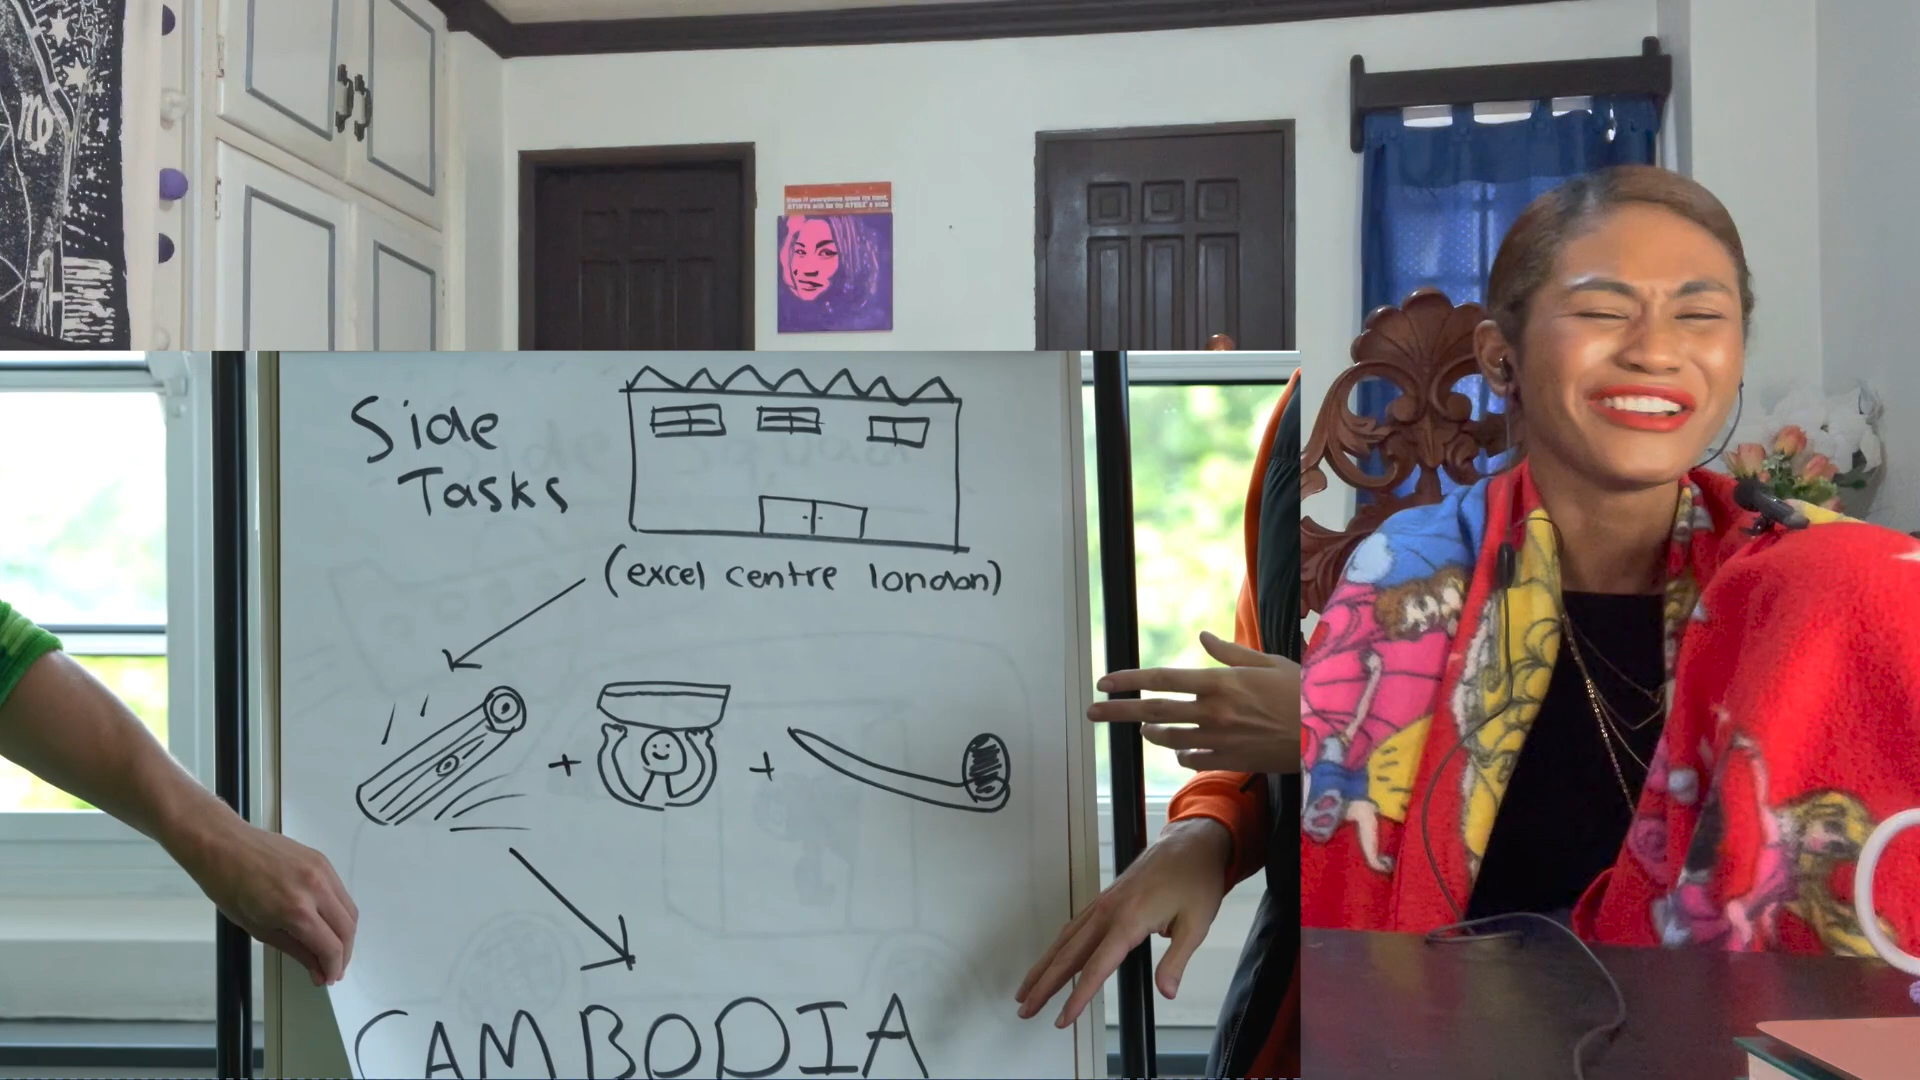 Side
Tasks
(excel centre london)
+
+
CAMBODIA